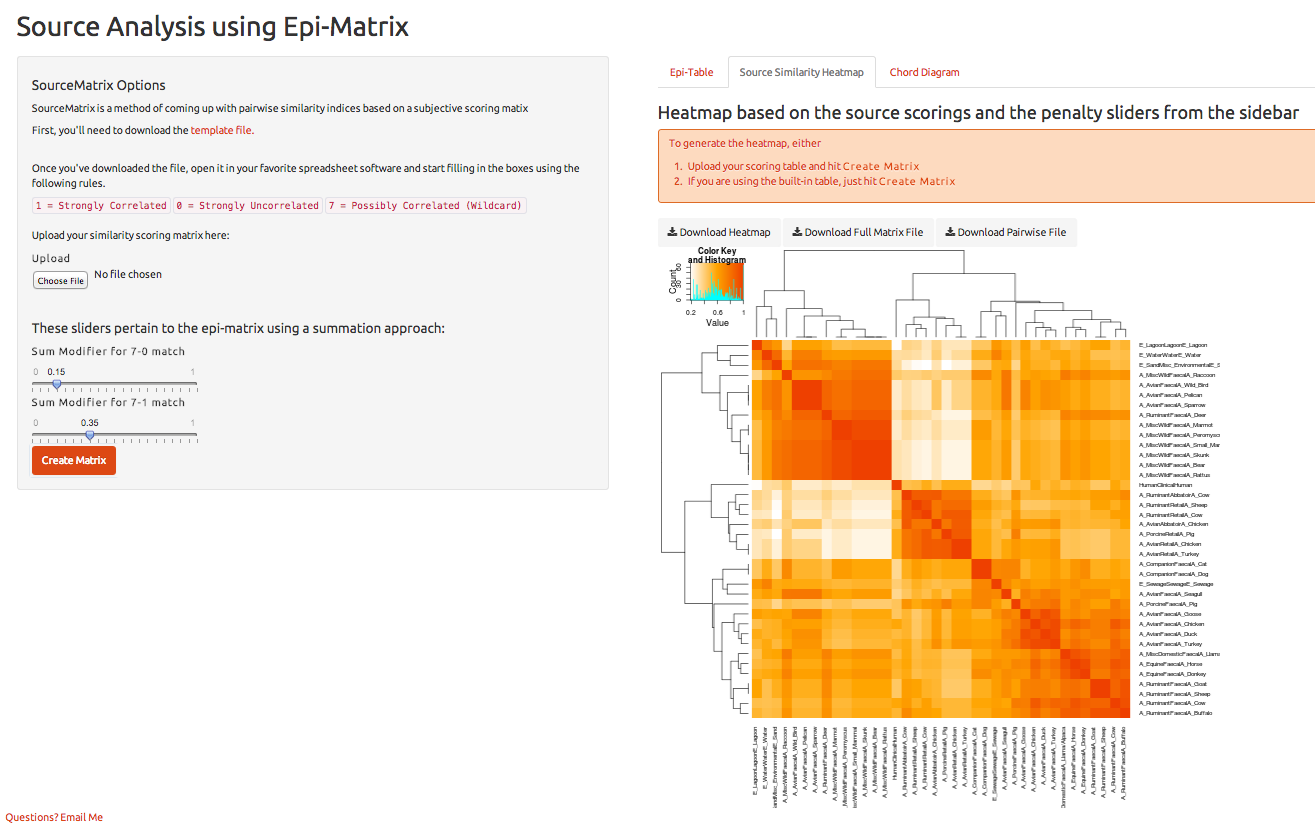 Source Analysis using Epi-Matrix
SourceMatrix Options
SourceMatrix is a method of coming up with pairwise similarity indices based on a subjective scoring matix
First, you'll need to download the template file.
Once you've downloaded the file, open it in your favorite spreadsheet software and start filling in the boxes using the
following rules.
1 = Strongly Correlated 0 = Strongly Uncorrelated 7 = Possibly Correlated (Wildcard)
Upload your similarity scoring matrix here:
Upload
Choose File No file chosen
These sliders pertain to the epi-matrix using a summation approach:
Sum Modifier for 7-0 match
0 0.15 1
Sum Modifier for 7-1 match
0 0.35 1
Create Matrix
Epi-Table Source Similarity Heatmap Chord Diagram
Heatmap based on the source scorings and the penalty sliders from the sidebar
To generate the heatmap, either
1. Upload your scoring table and hit Create Matrix
2. If you are using the built-in table, just hit Create Matrix
Download Heatmap Download Full Matrix File Download Pairwise File
Color Key
and Histogram
Count
0 30 60
0.2 0.6 1
Value
E_LagoonLagoonE_Lagoon
E_WaterWaterE_Water
E_SandMisc_EnvironmentalE_S
A_MiscWildFaecalA_Raccoon
A_AvianFaecalA_Wild_Bird
A_AvianFaecalA_Pelican
A_AvianFaecalA_Sparrow
A_RuminantFaecalA_Deer
A_MiscWildFaecalA_Marmot
A_MiscWildFaecalA_Peromysc
A_MiscWildFaecalA_Small_Mar
A_MiscWildFaecalA_Skunk
A_MiscWildFaecalA_Bear
A_MiscWildFaecalA_Rattus
HumanClinicalHuman
A_RuminantAbbatoirA_Cow
A_RuminantRetailA_Sheep
A_RuminantRetailA_Cow
A_AvianAbbatoirA_Chicken
A_PorcineRetailA_Pig
A_AvianRetailA_Chicken
A_AvianRetailA_Turkey
A_CompanionFaecalA_Cat
A_CompanionFaecalA_Dog
E_SewageSewageE_Sewage
A_AvianFaecalA_Seagull
A_PorcineFaecalA_Pig
A_AvianFaecalA_Goose
A_AvianFaecalA_Chicken
A_AvianFaecalA_Duck
A_AvianFaecalA_Turkey
A_MiscDomesticFaecalA_Llama
A_EquineFaecalA_Horse
A_EquineFaecalA_Donkey
A_RuminantFaecalA_Goat
A_RuminantFaecalA_Sheep
A_RuminantFaecalA_Cow
A_RuminantFaecalA_Buffalo
E_LagoonLagoonE_Lagoon
E_WaterWaterE_Water
andMisc_EnvironmentalE_Sand
A_MiscWildFaecalA_Raccoon
A_AvianFaecalA_Wild_Bird
A_AvianFaecalA_Pelican
A_AvianFaecalA_Sparrow
A_RuminantFaecalA_Deer
A_MiscWildFaecalA_Marmot
MiscWildFaecalA_Peromyscus
iscWildFaecalA_Small_Mammal
A_MiscWildFaecalA_Skunk
A_MiscWildFaecalA_Bear
A_MiscWildFaecalA_Rattus
HumanClinicalHuman
A_RuminantAbbatoirA_Cow
A_RuminantRetailA_Sheep
A_RuminantRetailA_Cow
A_AvianAbbatoirA_Chicken
A_PorcineRetailA_Pig
A_AvianRetailA_Chicken
A_AvianRetailA_Turkey
A_CompanionFaecalA_Cat
A_CompanionFaecalA_Dog
E_SewageSewageE_Sewage
A_AvianFaecalA_Seagull
A_PorcineFaecalA_Pig
A_AvianFaecalA_Goose
A_AvianFaecalA_Chicken
A_AvianFaecalA_Duck
A_AvianFaecalA_Turkey
A_EquineFaecalA_Horse
A_EquineFaecalA_Donkey
A_RuminantFaecalA_Goat
A_RuminantFaecalA_Sheep
A_RuminantFaecalA_Cow
A_RuminantFaecalA_Buffalo
Questions? Email Me